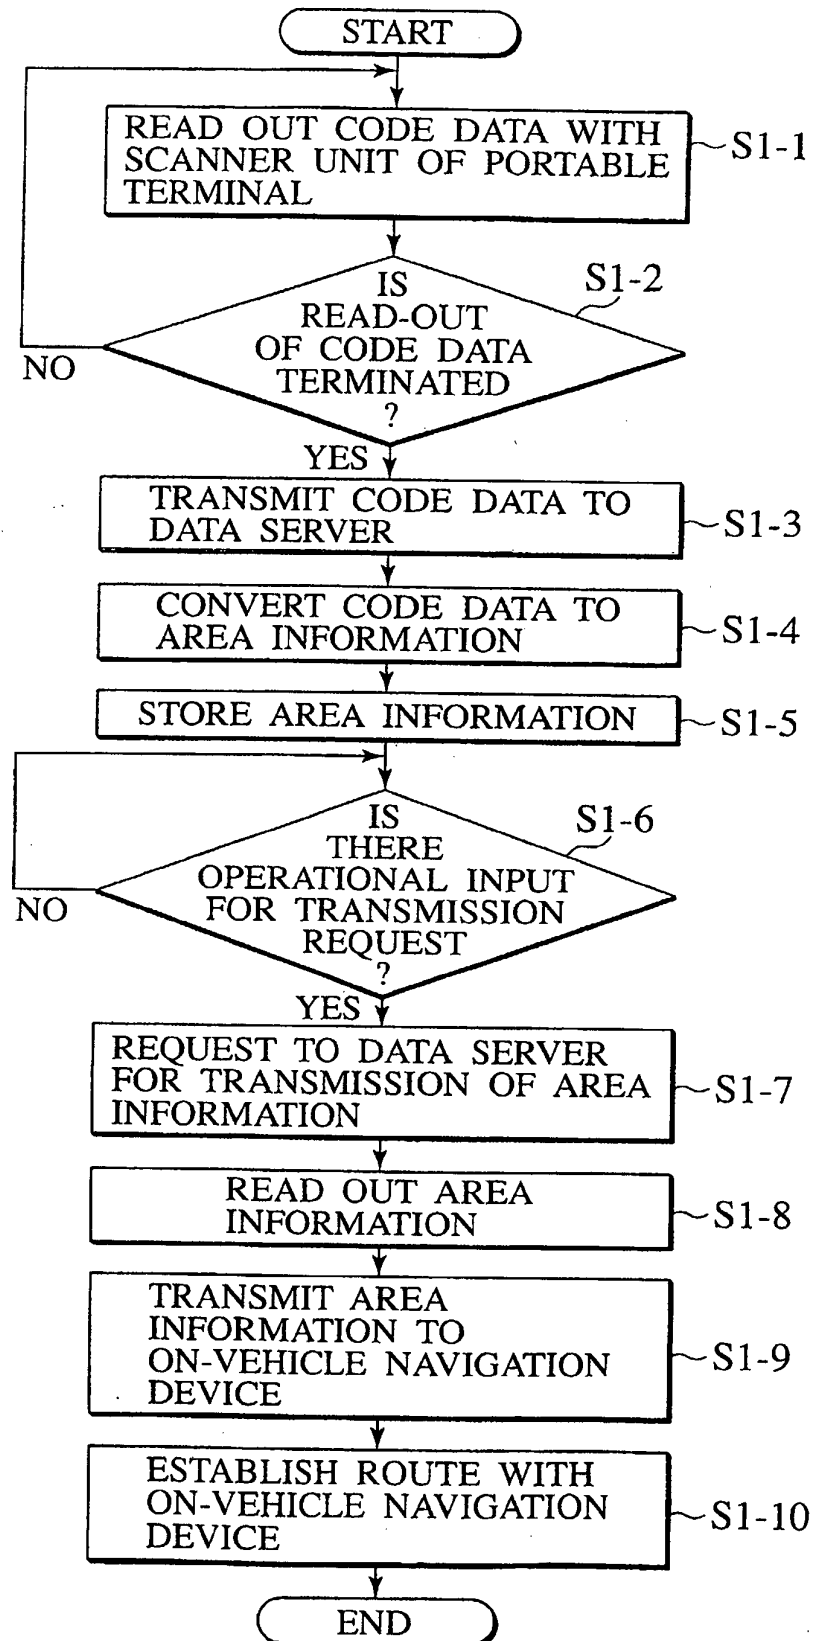 START
READ OUT CODE DATA WITH
SCANNER UNIT OF PORTABLE
TERMINAL
S1-1
IS
READ-OUT
OF CODE DATA
TERMINATED
?
S1-2
NO
YES
TRANSMIT CODE DATA TO
DATA SERVER
S1-3
CONVERT CODE DATA TO
AREA INFORMATION
S1-4
STORE AREA INFORMATION
S1-5
IS
THERE
OPERATIONAL INPUT
FOR TRANSMISSION
REQUEST
?
S1-6
NO
YES
REQUEST TO DATA SERVER
FOR TRANSMISSION OF AREA
INFORMATION
S1-7
READ OUT AREA
INFORMATION
S1-8
TRANSMIT AREA
INFORMATION TO
ON-VEHICLE NAVIGATION
DEVICE
S1-9
ESTABLISH ROUTE WITH
ON-VEHICLE NAVIGATION
DEVICE
S1-10
END